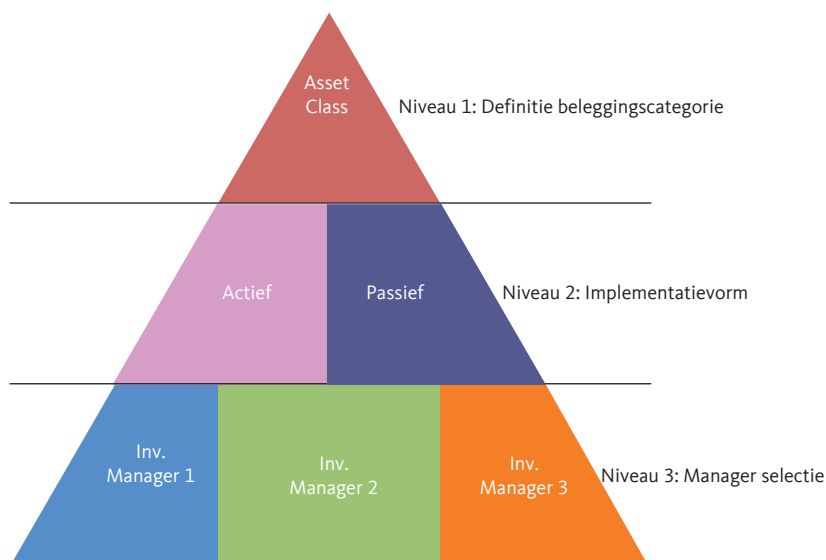 Asset
Class
Niveau 1: Definitie beleggingscategorie
Actief
Passief
Niveau 2: Implementatievorm
Inv.
Manager 1
Inv.
Manager 2
Inv.
Manager 3
Niveau 3: Manager selectie